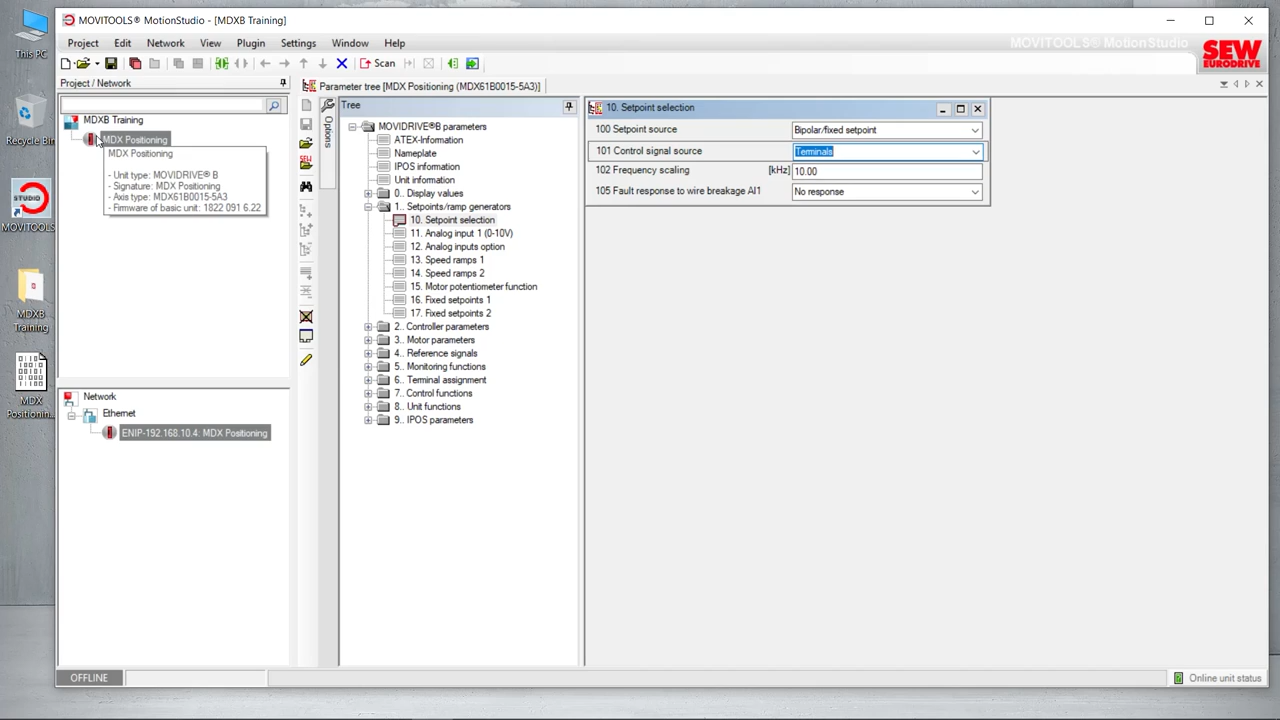 This PC
Recycle Bin
STUDIO
MOVITOOLS
MDXB
Training
MDX
Positionin..
MOVITOOLS® MotionStudio - [MDXB Training]
Project Edit Network View Plugin Settings Window Help
MOVITOOLS® MotionStudio
SEW
EURODRIVE
Scan
Project / Network
MDXB Training
MDX Positioning
MDX Positioning
- Unit type: MOVIDRIVE® B
- Signature: MDX Positioning
- Axis type: MDX61B0015-5A3
- Firmware of basic unit: 1822 091 6.22
Network
Ethernet
ENIP-192.168.10.4: MDX Positioning
Options
Parameter tree [MDX Positioning (MDX61B0015-5A3)]
Tree
MOVIDRIVE®B parameters
ATEX-Information
Nameplate
IPOS information
Unit information
0.. Display values
1.. Setpoints/ramp generators
10. Setpoint selection
11. Analog input 1 (0-10V)
12. Analog inputs option
13. Speed ramps 1
14. Speed ramps 2
15. Motor potentiometer function
16. Fixed setpoints 1
17. Fixed setpoints 2
2.. Controller parameters
3.. Motor parameters
4.. Reference signals
5.. Monitoring functions
6.. Terminal assignment
7.. Control functions
8.. Unit functions
9.. IPOS parameters
10. Setpoint selection
100 Setpoint source Bipolar/fixed setpoint
101 Control signal source Terminals
102 Frequency scaling [kHz] 10.00
105 Fault response to wire breakage AI1 No response
OFFLINE
Online unit status